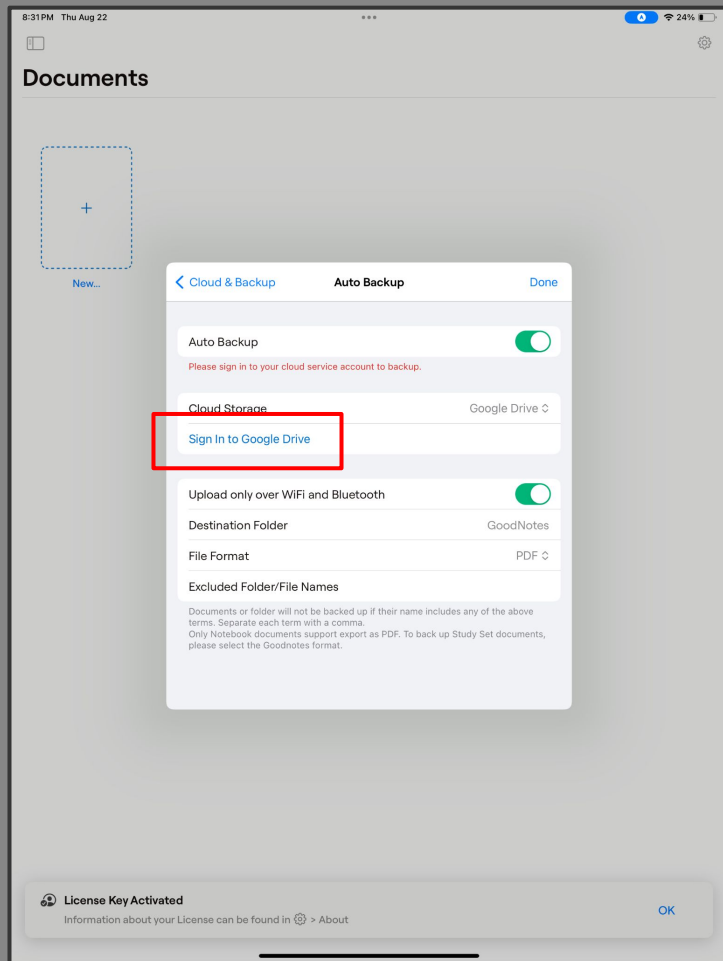 8:31 PM Thu Aug 22
24%
Documents
New...
Cloud & Backup Auto Backup Done
Auto Backup
Please sign in to your cloud service account to backup.
Cloud Storage Google Drive
Sign In to Google Drive
Upload only over WiFi and Bluetooth
Destination Folder GoodNotes
File Format PDF
Excluded Folder/File Names
Documents or folder will not be backed up if their name includes any of the above
terms. Separate each term with a comma.
Only Notebook documents support export as PDF. To back up Study Set documents,
please select the Goodnotes format.
License Key Activated
Information about your License can be found in > About
OK